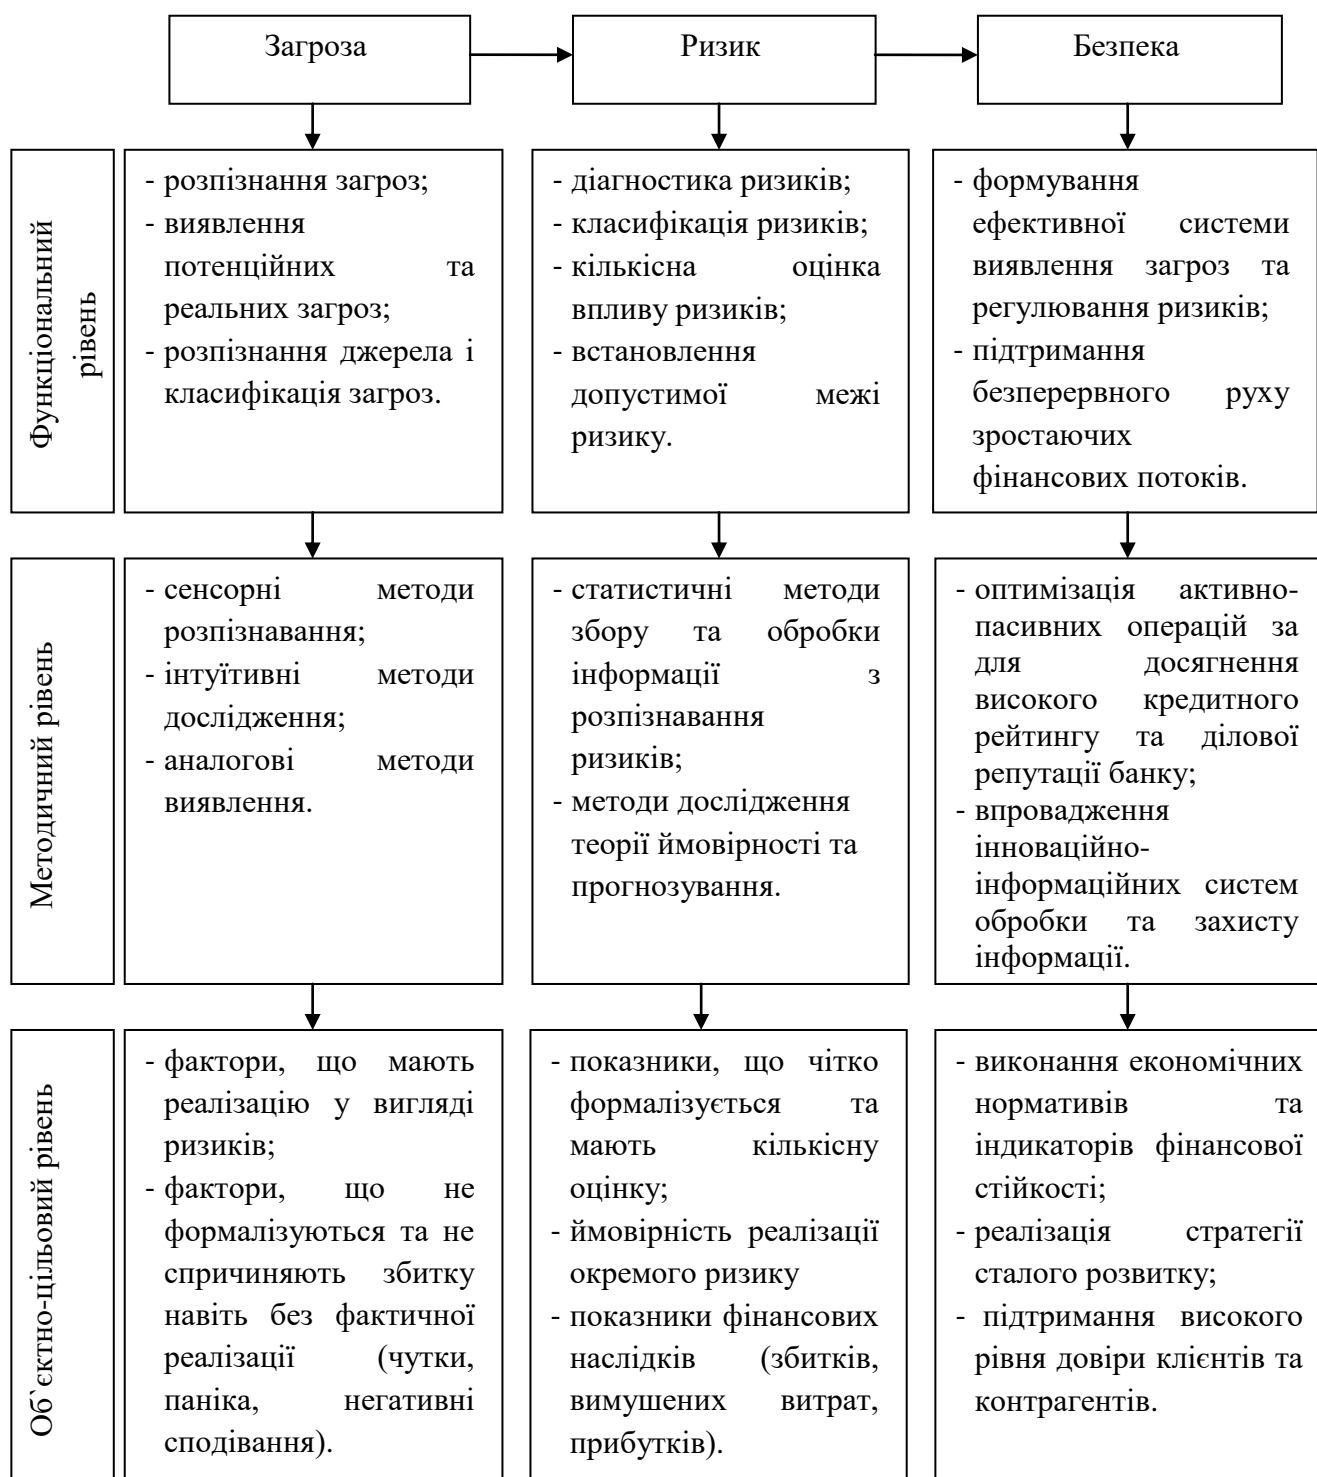 Загроза
Ризик
Безпека
Функціональний
рівень
- розпізнання загроз;
- виявлення
потенційних та
реальних загроз;
- розпізнання джерела і
класифікація загроз.
- діагностика ризиків;
- класифікація ризиків;
- кількісна оцінка
впливу ризиків;
- встановлення
допустимої межі
ризику.
- формування
ефективної системи
виявлення загроз та
регулювання ризиків;
- підтримання
безперервного руху
зростаючих
фінансових потоків.
Методичний рівень
- сенсорні методи
розпізнавання;
- інтуїтивні методи
дослідження;
- аналогові методи
виявлення.
- статистичні методи
збору та обробки
інформації з
розпізнавання
ризиків;
- методи дослідження
теорії ймовірності та
прогнозування.
- оптимізація активно-
пасивних операцій за
для досягнення
високого кредитного
рейтингу та ділової
репутації банку;
- впровадження
інноваційно-
інформаційних систем
обробки та захисту
інформації.
Об`єктно-цільовий рівень
- фактори, що мають
реалізацію у вигляді
ризиків;
- фактори, що не
формалізуються та не
спричиняють збитку
навіть без фактичної
реалізації (чутки,
паніка, негативні
сподівання).
- показники, що чітко
формалізується та
мають кількісну
оцінку;
- ймовірність реалізації
окремого ризику
- показники фінансових
наслідків (збитків,
вимушених витрат,
прибутків).
- виконання економічних
нормативів та
індикаторів фінансової
стійкості;
- реалізація стратегії
сталого розвитку;
- підтримання високого
рівня довіри клієнтів та
контрагентів.